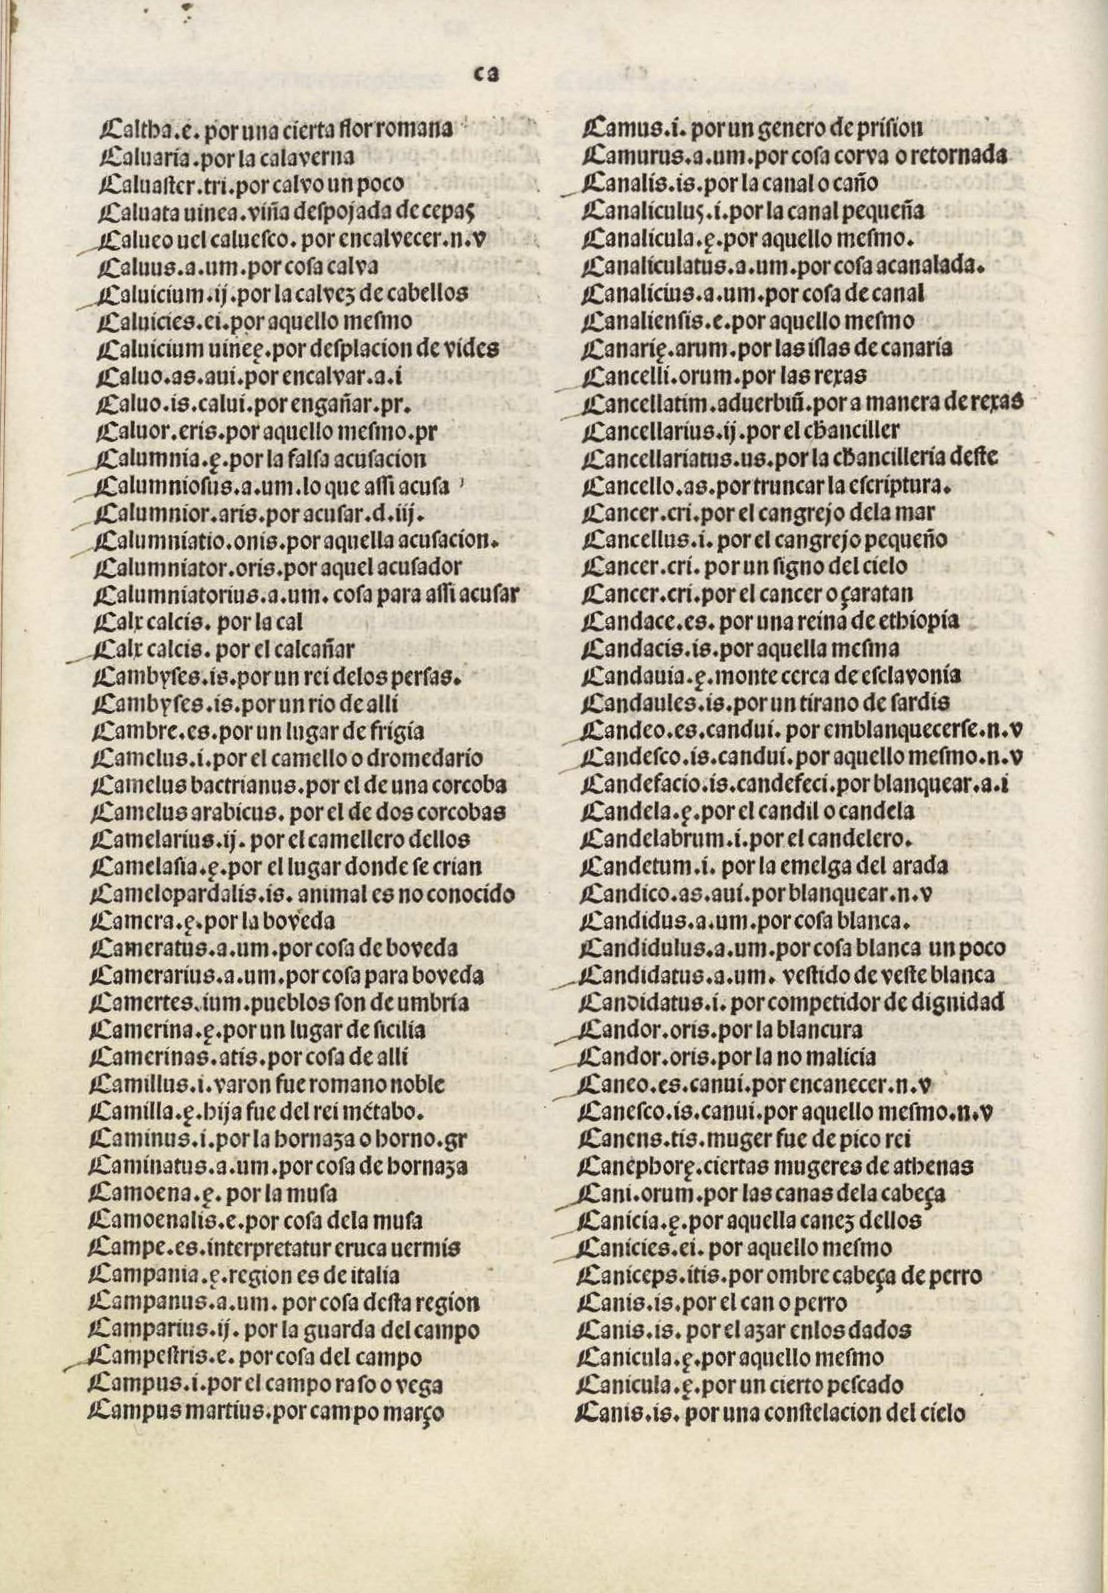 ca
Caltha.e. por una cierta flor romana
Caluaria.por la calaverna
Caluaſter.tri.por calvo un poco
Caluata uinea.viña deſpojada de cepas
Calueo uel calueſco. por encalvecer.n.v
Caluus.a.um.por coſa calva
Caluicium.ij.por la calvez de cabellos
Caluicies.ei.por aquello meſmo
Caluicium uineę.por deſplacion de vides
Caluo.as.aui.por encalvar.a.i
Caluo.is.calui.por engañar.pr.
Caluor.eris.por aquello meſmo.pr
Calumnia.ę.por la falſa acuſacion
Calumnioſus.a.um.lo que aſſi acuſa
Calumnior.aris.por acuſar.d.iij.
Calumniatio.onis.por aquella acuſacion.
Calumniator.oris.por aquel acuſador
Calumniatorius.a.um. coſa para aſſi acuſar
Calx calcis. por la cal
Calx calcis. por el calcañar
Cambyſes.is.por un rei delos perſas.
Cambyſes.is.por un rio de alli
Cambre.es.por un lugar de frigia
Camelus.i.por el camello o dromedario
Camelus bactrianus.por el de una corcoba
Camelus arabicus. por el de dos corcobas
Camelarius.ij. por el camellero dellos
Camelaſia.ę.por el lugar donde ſe crian
Camelopardalis.is. animal es no conocido
Camera.ę.por la boveda
Cameratus.a.um.por coſa de boveda
Camerarius.a.um.por coſa para boveda
Camertes.ium.pueblos ſon de umbria
Camerina.ę.por un lugar de ſicilia
Camerinas.atis.por coſa de alli
Camillus.i.varon fue romano noble
Camilla.ę.hija fue del rei métabo.
Caminus.i.por la hornaza o horno.gr
Caminatus.a.um.por coſa de hornaza
Camoena.ę. por la muſa
Camoenalis.e.por coſa dela muſa
Campe.es.interpretatur eruca uermis
Campania.ę.region es de italia
Campanus.a.um. por coſa deſta region
Camparius.ij. por la guarda del campo
Campeſtris.e. por coſa del campo
Campus.i.por el campo raſo o vega
Campus martius.por campo março
Camus.i. por un genero de priſion
Camurus.a.um.por coſa corva o retornada
Canalis.is.por la canal o caño
Canaliculus.i.por la canal pequeña
Canalicula.ę.por aquello meſmo.
Canaliculatus.a.um.por coſa acanalada.
Canalicius.a.um.por coſa de canal
Canalienſis.e.por aquello meſmo
Canarię.arum.por las iſlas de canaria
Cancelli.orum.por las rexas
Cancellatim.aduerbiũ.por a manera de rexas
Cancellarius.ij.por el chanciller
Cancellariatus.us.por la chancilleria deſte
Cancello.as.por truncar la eſcriptura.
Cancer.cri.por el cangrejo dela mar
Cancellus.i. por el cangrejo pequeño
Cancer.cri. por un ſigno del cielo
Cancer.cri.por el cancer o çaratan
Candace.es. por una reina de ethiopia
Candacis.is.por aquella meſma
Candauia.ę.monte cerca de eſclavonia
Candaules.is.por un tirano de ſardis
Candeo.es.candui. por emblanquecerſe.n.v
Candeſco.is.candui.por aquello meſmo.n.v
Candefacio.is.candefeci.por blanquear.a.i
Candela.ę.por el candil o candela
Candelabrum.i.por el candelero.
Candetum.i. por la emelga del arada
Candico.as.aui.por blanquear.n.v
Candidus.a.um.por coſa blanca.
Candidulus.a.um.por coſa blanca un poco
Candidatus.a.um. veſtido de veſte blanca
Candidatus.i. por competidor de dignidad
Candor.oris.por la blancura
Candor.oris.por la no malicia
Caneo.es.canui.por encanecer.n.v
Caneſco.is.canui.por aquello meſmo.n.v
Canens.tis.muger fue de pico rei
Canephorę.ciertas mugeres de athenas
Cani.orum.por las canas dela cabeça
Canicia.ę.por aquella canez dellos
Canicies.ei. por aquello meſmo
Caniceps.itis.por ombre cabeça de perro
Canis.is.por el can o perro
Canis.is. por el azar enlos dados
Canicula.ę.por aquello meſmo
Canicula.ę.por un cierto peſcado
Canis.is. por una conſtelacion del cielo